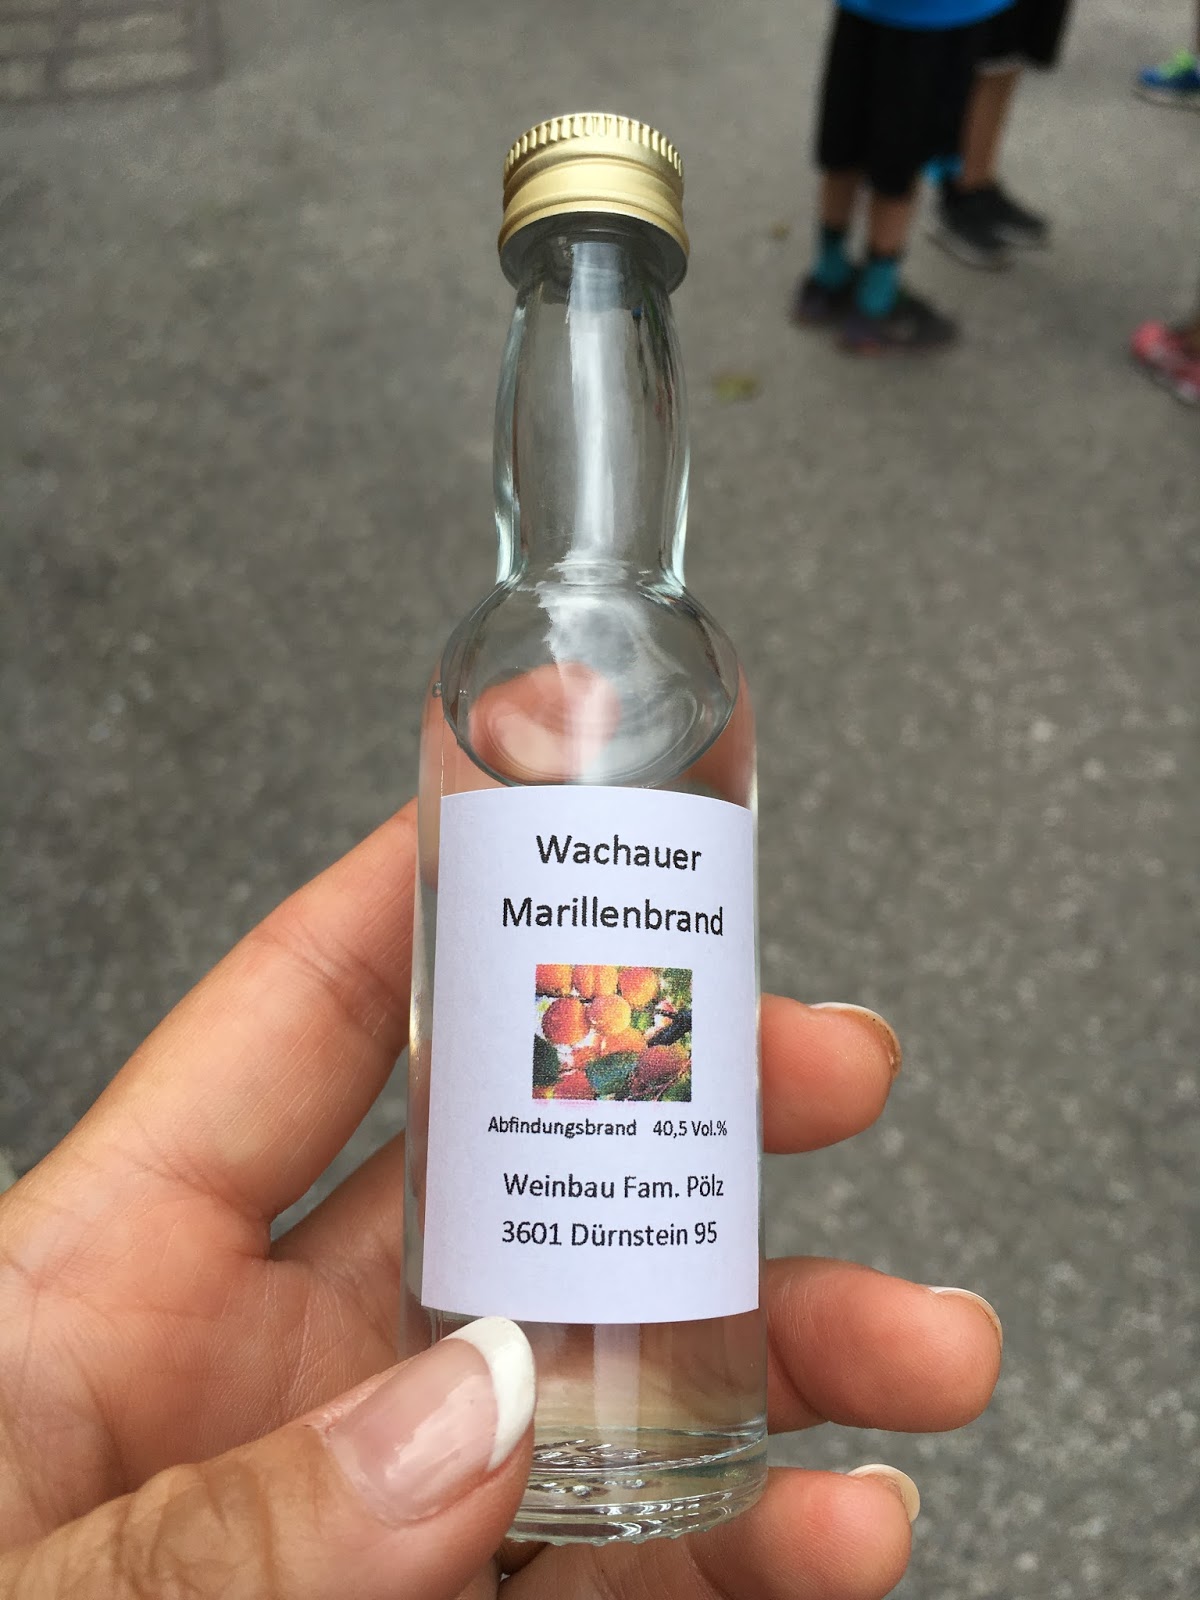 Wachauer
Marillenbrand
Abfindungsbrand 40,5 Vol.%
Weinbau Fam. Pölz
3601 Dürnstein 95